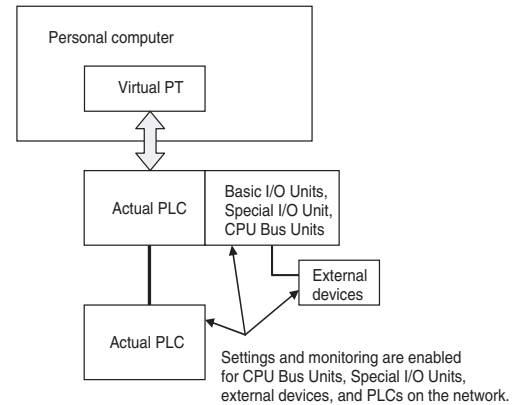 Personal computer
Virtual PT
Actual PLC
Basic I/O Units,
Special I/O Unit,
CPU Bus Units
External
devices
Actual PLC
Settings and monitoring are enabled
for CPU Bus Units, Special I/O Units,
external devices, and PLCs on the network.